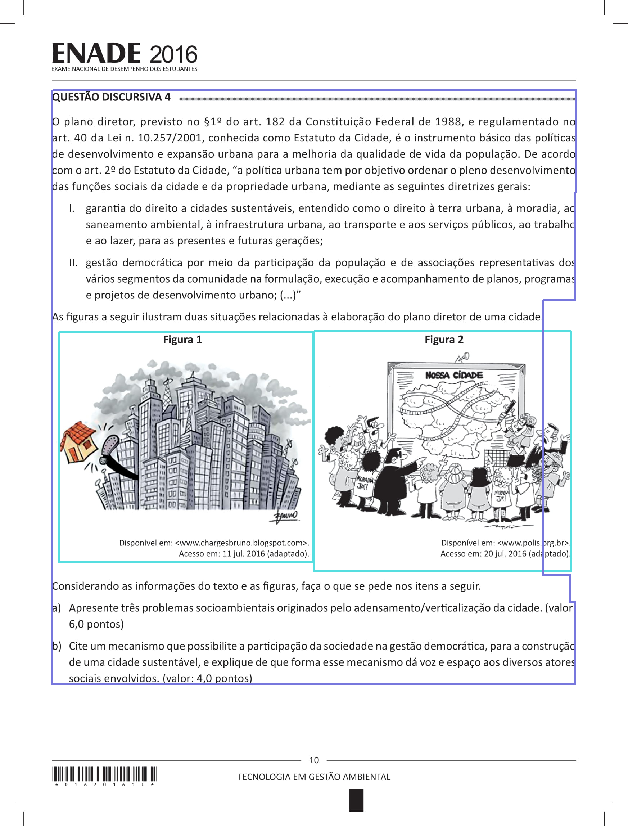 ENADE 2016
EXAME NACIONAL DE DESEMPENHO DOS ESTUDANTES
QUESTÃO DISCURSIVA 4
O plano diretor, previsto no §1º do art. 182 da Constituição Federal de 1988, e regulamentado no
art. 40 da Lei n. 10.257/2001, conhecida como Estatuto da Cidade, é o instrumento básico das políticas
de desenvolvimento e expansão urbana para a melhoria da qualidade de vida da população. De acordo
com o art. 2º do Estatuto da Cidade, “a política urbana tem por objetivo ordenar o pleno desenvolvimento
das funções sociais da cidade e da propriedade urbana, mediante as seguintes diretrizes gerais:
I. garantia do direito a cidades sustentáveis, entendido como o direito à terra urbana, à moradia, ao
saneamento ambiental, à infraestrutura urbana, ao transporte e aos serviços públicos, ao trabalho
e ao lazer, para as presentes e futuras gerações;
II. gestão democrática por meio da participação da população e de associações representativas dos
vários segmentos da comunidade na formulação, execução e acompanhamento de planos, programas
e projetos de desenvolvimento urbano; (...)”
As figuras a seguir ilustram duas situações relacionadas à elaboração do plano diretor de uma cidade
Figura 1
Figura 2
NOSSA CIDADE
Disponível em: <www.chargesbruno.blogspot.com>.
Acesso em: 11 jul. 2016 (adaptado).
Disponível em: <www.polis.org.br>
Acesso em: 20 jul. 2016 (adaptado)
Considerando as informações do texto e as figuras, faça o que se pede nos itens a seguir.
a) Apresente três problemas socioambientais originados pelo adensamento/verticalização da cidade. (valor
6,0 pontos)
b) Cite um mecanismo que possibilite a participação da sociedade na gestão democrática, para a construção
de uma cidade sustentável, e explique de que forma esse mecanismo dá voz e espaço aos diversos atores
sociais envolvidos. (valor: 4,0 pontos)
10
TECNOLOGIA EM GESTÃO AMBIENTAL